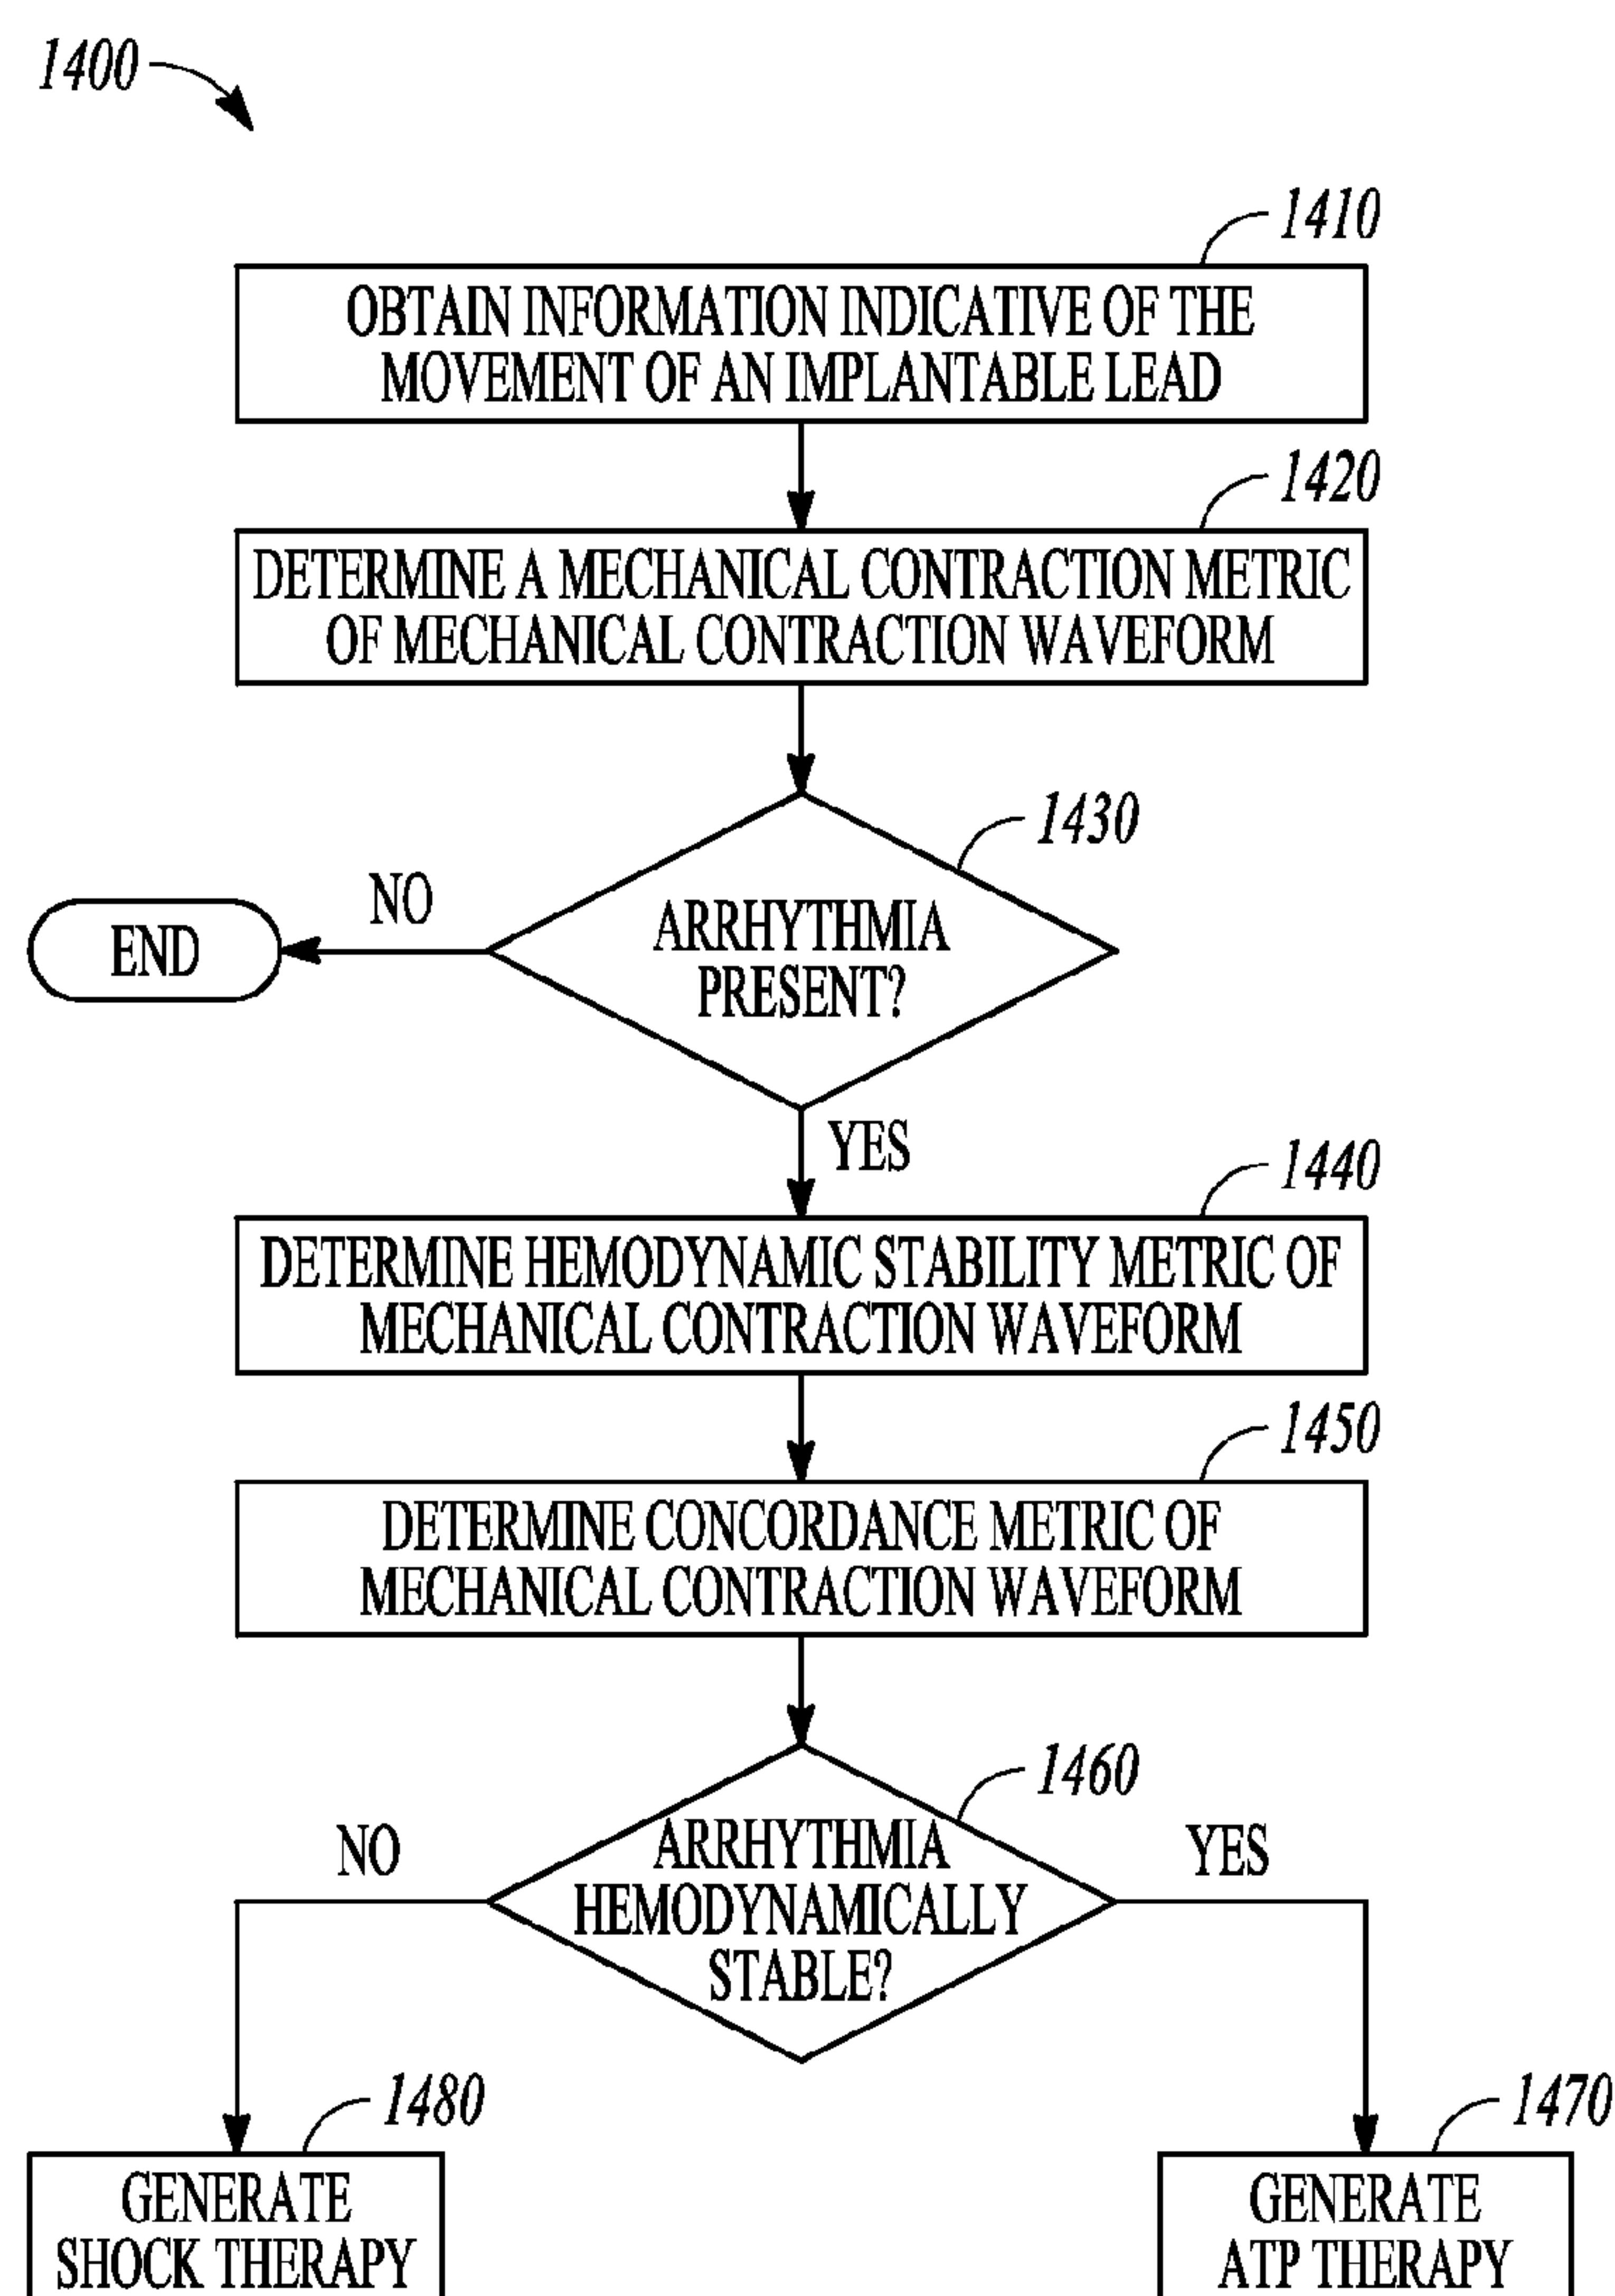 1400
1410
OBTAIN INFORMATION INDICATIVE OF THE
MOVEMENT OF AN IMPLANTABLE LEAD
1420
DETERMINE A MECHANICAL CONTRACTION METRIC
OF MECHANICAL CONTRACTION WAVEFORM
1430
NO
ARRHYTHMIA
PRESENT?
END
YES
1440
DETERMINE HEMODYNAMIC STABILITY METRIC OF
MECHANICAL CONTRACTION WAVEFORM
1450
DETERMINE CONCORDANCE METRIC OF
MECHANICAL CONTRACTION WAVEFORM
1460
NO
YES
ARRHYTHMIA
HEMODYNAMICALLY
STABLE?
1480
GENERATE
SHOCK THERAPY
1470
GENERATE
ATP THERAPY